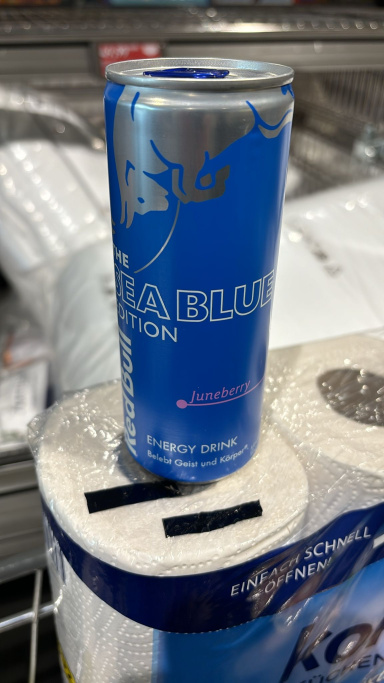 THE
SEA BLUE
EDITION
Red Bull
Juneberry
ENERGY DRINK
Belebt Geist und Körper®
EINFACH SCHNELL
ÖFFNEN!